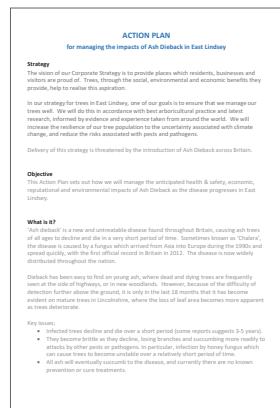 ACTION PLAN
for managing the impacts of Ash Dieback in East Lindsey
Strategy
The vision of our Corporate Strategy is to provide places which residents, businesses and
visitors are proud of. Trees, through the social, environmental and economic benefits they
provide, help to realise this aspiration.
In our strategy for trees in East Lindsey, one of our goals is to ensure that we manage our
trees well. We will do this in accordance with best arboricultural practice and latest
research, informed by evidence and experience taken from around the world. We will
increase the resilience of our tree population to the uncertainty associated with climate
change, and reduce the risks associated with pests and pathogens.
Delivery of this strategy is threatened by the introduction of Ash Dieback across Britain.
Objective
This Action Plan sets out how we will manage the anticipated health & safety, economic,
reputational and environmental impacts of Ash Dieback as the disease progresses in East
Lindsey.
What is it?
'Ash dieback' is a new and untreatable disease found throughout Britain, causing ash trees
of all ages to decline and die in a very short period of time. Sometimes known as 'Chalara',
the disease is caused by a fungus which arrived from Asia into Europe during the 1990s and
spread quickly, with the first official record in Britain in 2012. The disease is now widely
distributed throughout the nation.
Dieback has been easy to find on young ash, where dead and dying trees are frequently
seen at the side of highways, or in new woodlands. However, because of the difficulty of
detection further above the ground, it is only in the last 18 months that it has become
evident on mature trees in Lincolnshire, where the loss of leaf area becomes more apparent
as trees deteriorate.
Key issues;
• Infected trees decline and die over a short period (some reports suggests 3-5 years).
• They become brittle as they decline, losing branches and succumbing more readily to
attacks by other pests or pathogens. In particular, infection by honey fungus which
can cause trees to become unstable over a relatively short period of time.
• All ash will eventually succumb to the disease, and currently there are no known
prevention or cure treatments.